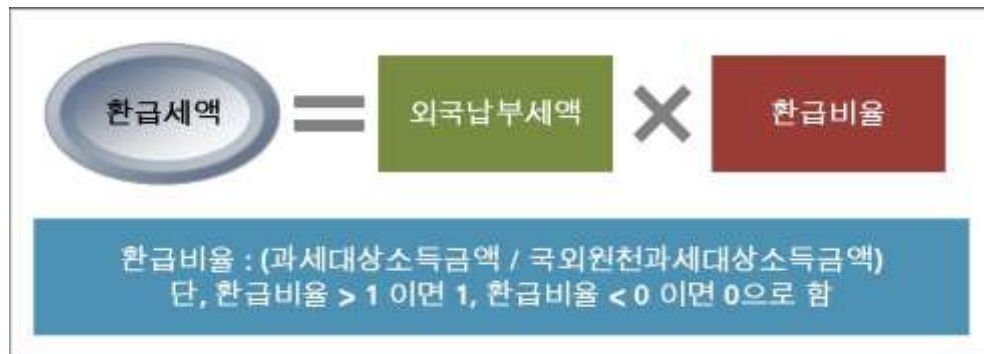 환급세액 = 외국납부세액 × 환급비율
환급비율 : (과세대상소득금액 / 국외원천과세대상소득금액)
단, 환급비율 > 1 이면 1, 환급비율 < 0 이면 0으로 함